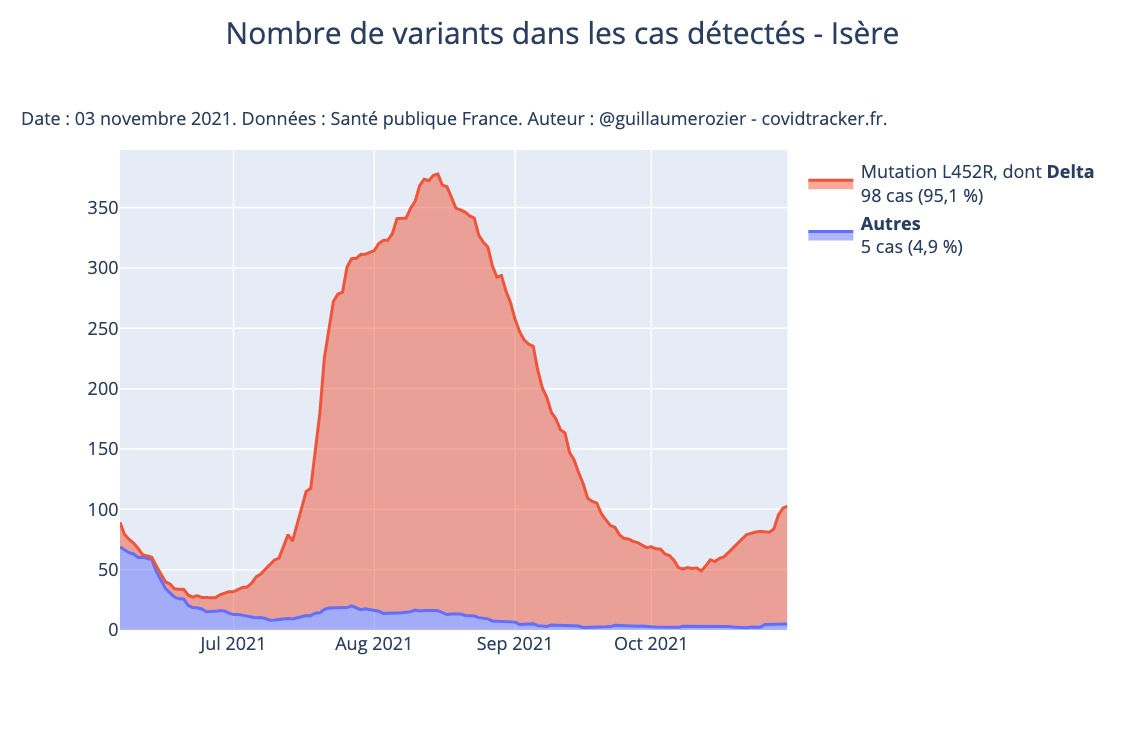 Nombre de variants dans les cas détectés - Isère
Date : 03 novembre 2021. Données : Santé publique France. Auteur : @guillaumerozier - covidtracker.fr.
Mutation L452R, dont Delta
98 cas (95,1 %)
Autres
5 cas (4,9 %)
350
300
250
200
150
100
50
0
Jul 2021 Aug 2021 Sep 2021 Oct 2021